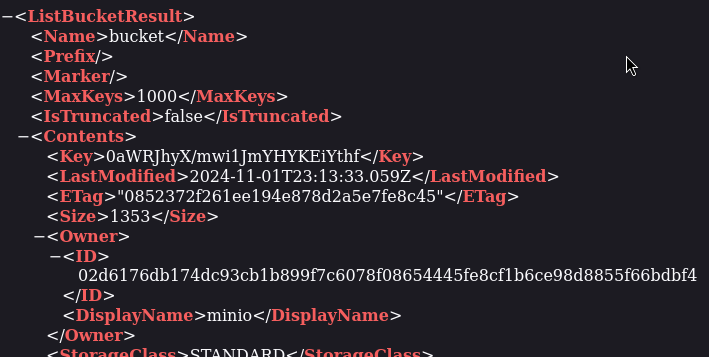 −<ListBucketResult>
<Name>bucket</Name>
<Prefix/>
<Marker/>
<MaxKeys>1000</MaxKeys>
<IsTruncated>false</IsTruncated>
−<Contents>
<Key>0aWRJhyX/mwi1JmYHYKEiYthf</Key>
<LastModified>2024-11-01T23:13:33.059Z</LastModified>
<ETag>"0852372f261ee194e878d2a5e7fe8c45"</ETag>
<Size>1353</Size>
−<Owner>
−<ID>
02d6176db174dc93cb1b899f7c6078f08654445fe8cf1b6ce98d8855f66bdbf4
</ID>
<DisplayName>minio</DisplayName>
</Owner>
<StorageClass>STANDARD</StorageClass>